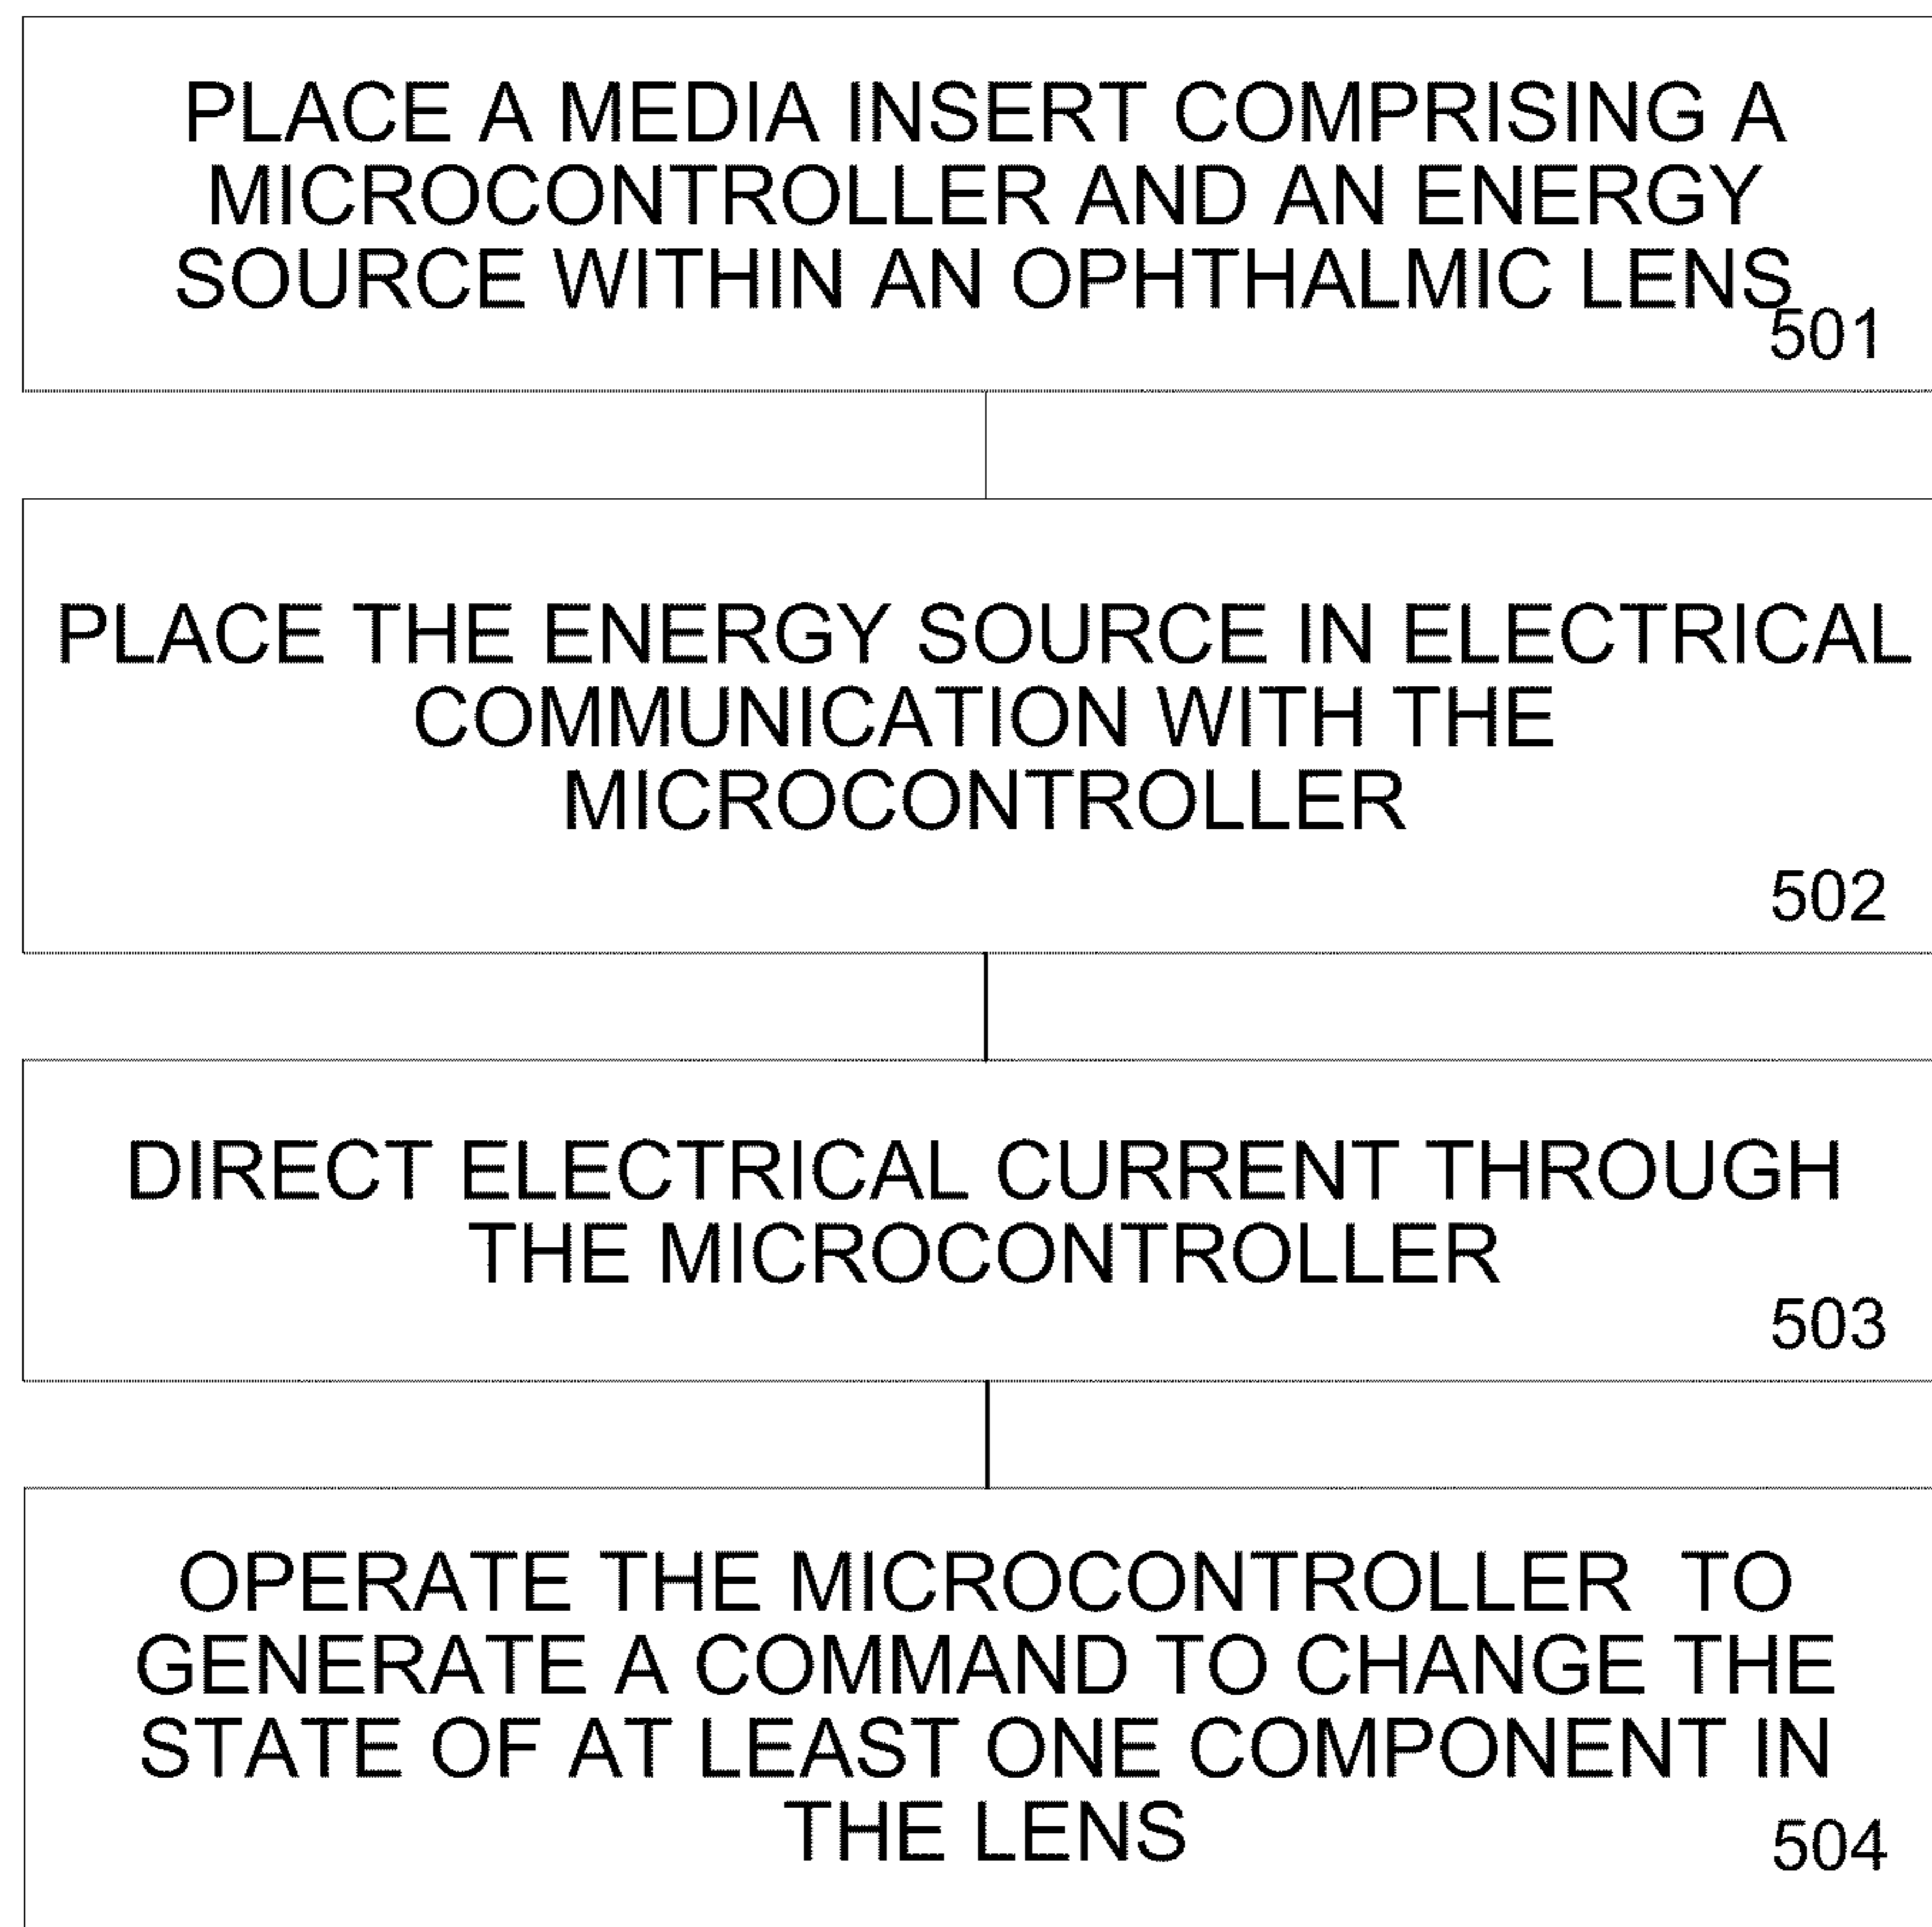 PLACE A MEDIA INSERT COMPRISING A
MICROCONTROLLER AND AN ENERGY
SOURCE WITHIN AN OPHTHALMIC LENS
501
PLACE THE ENERGY SOURCE IN ELECTRICAL
COMMUNICATION WITH THE
MICROCONTROLLER
502
DIRECT ELECTRICAL CURRENT THROUGH
THE MICROCONTROLLER
503
OPERATE THE MICROCONTROLLER TO
GENERATE A COMMAND TO CHANGE THE
STATE OF AT LEAST ONE COMPONENT IN
THE LENS
504